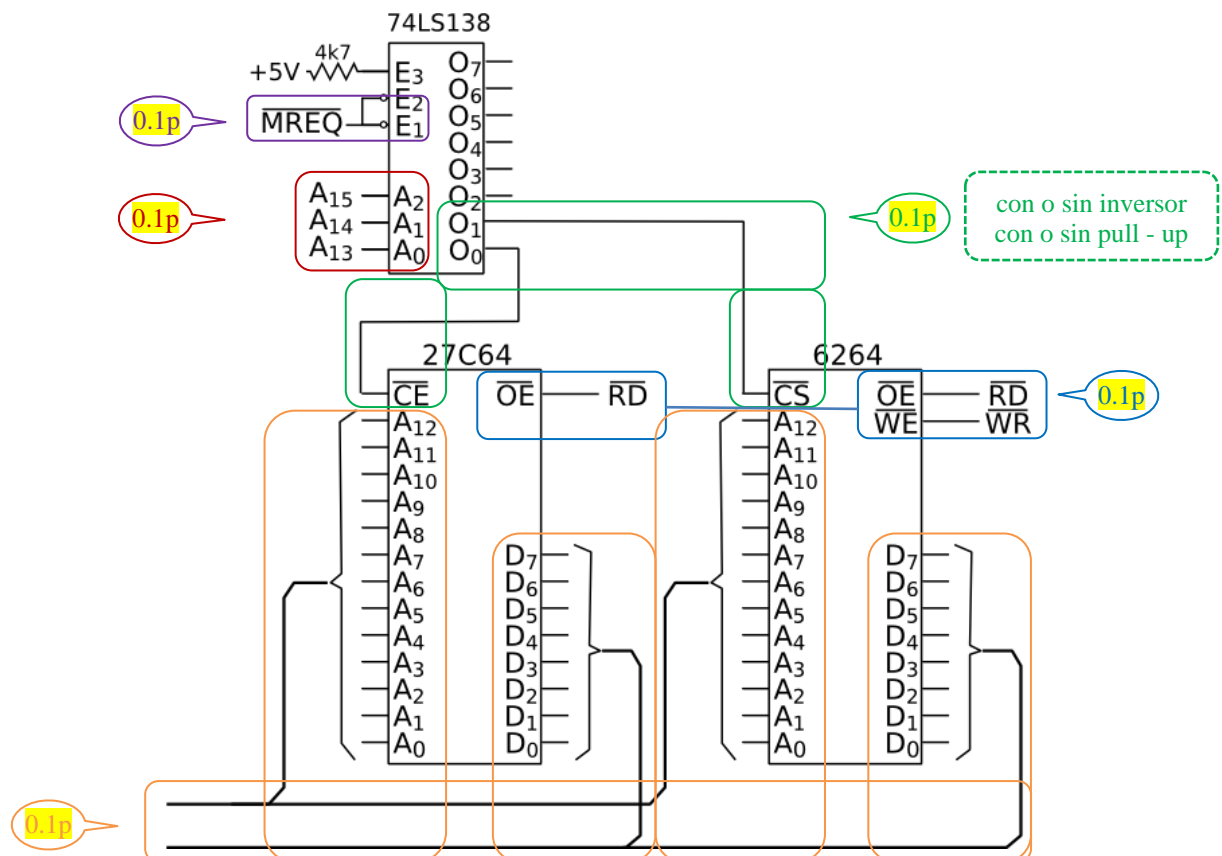 74LS138
4k7
+5V
E3
E2
E1
MREQ
O7
O6
O5
O4
O3
O2
O1
O0
A15
A14
A13
A2
A1
A0
0.1p
0.1p
0.1p
con o sin inversor
con o sin pull - up
27C64
CE
OE
RD
A12
A11
A10
A9
A8
A7
A6
A5
A4
A3
A2
A1
A0
D7
D6
D5
D4
D3
D2
D1
D0
6264
CS
OE
RD
WE
WR
0.1p
A12
A11
A10
A9
A8
A7
A6
A5
A4
A3
A2
A1
A0
D7
D6
D5
D4
D3
D2
D1
D0
0.1p